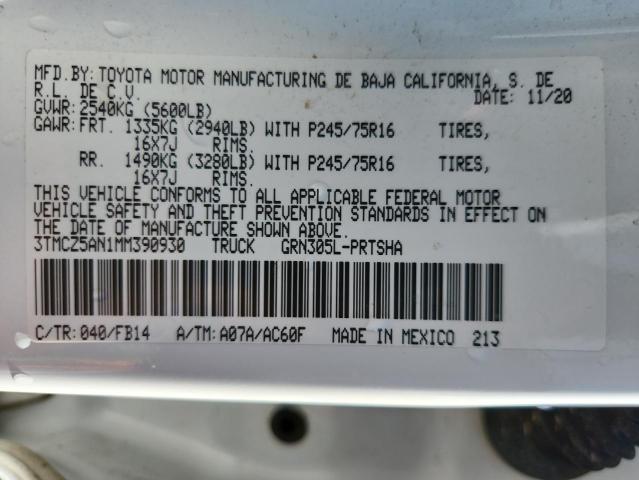 MFD.BY: TOYOTA MOTOR MANUFACTURING DE BAJA CALIFORNIA, S. DE
R.L. DE C.V. DATE: 11/20
GVWR: 2540KG (5600LB)
GAWR: FRT. 1335KG (2940LB) WITH P245/75R16 TIRES,
16X7J RIMS.
RR. 1490KG (3280LB) WITH P245/75R16 TIRES,
16X7J RIMS.
THIS VEHICLE CONFORMS TO ALL APPLICABLE FEDERAL MOTOR
VEHICLE SAFETY AND THEFT PREVENTION STANDARDS IN EFFECT ON
THE DATE OF MANUFACTURE SHOWN ABOVE.
3TMCZ5AN1MM390930 TRUCK GRN305L-PRTSHA
C/TR: 040/FB14 A/TM: A07A/AC60F MADE IN MEXICO 213